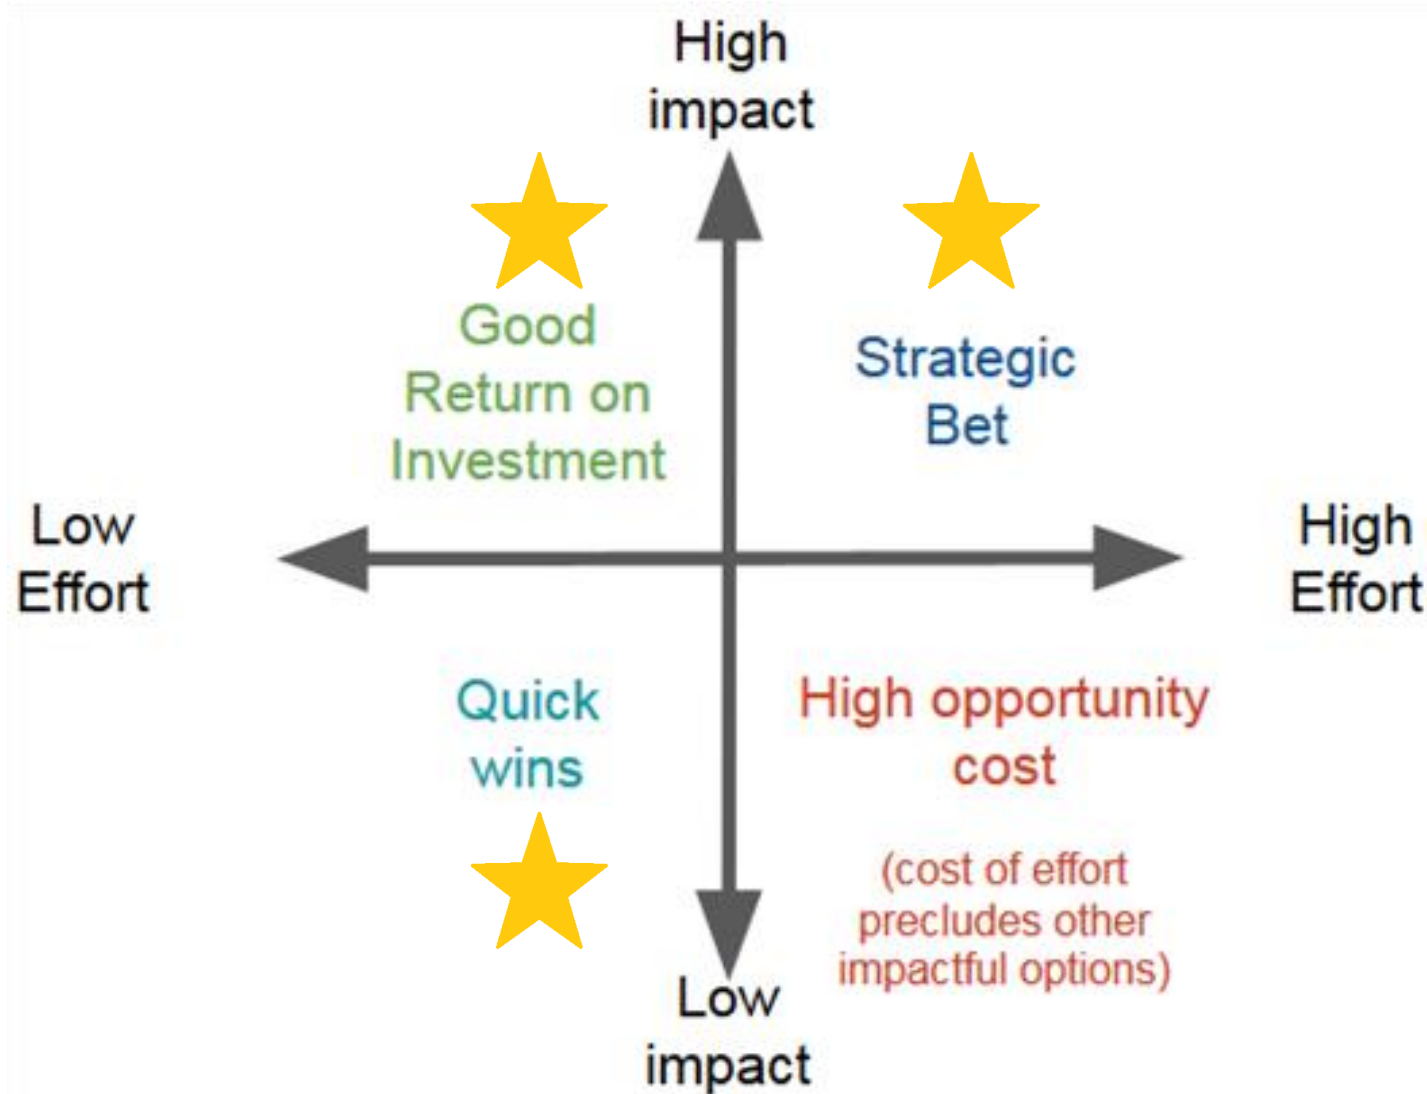 High
impact
Good
Return on
Investment
Strategic
Bet
Low
Effort
High
Effort
Quick
wins
High opportunity
cost
(cost of effort
precludes other
impactful options)
Low
impact